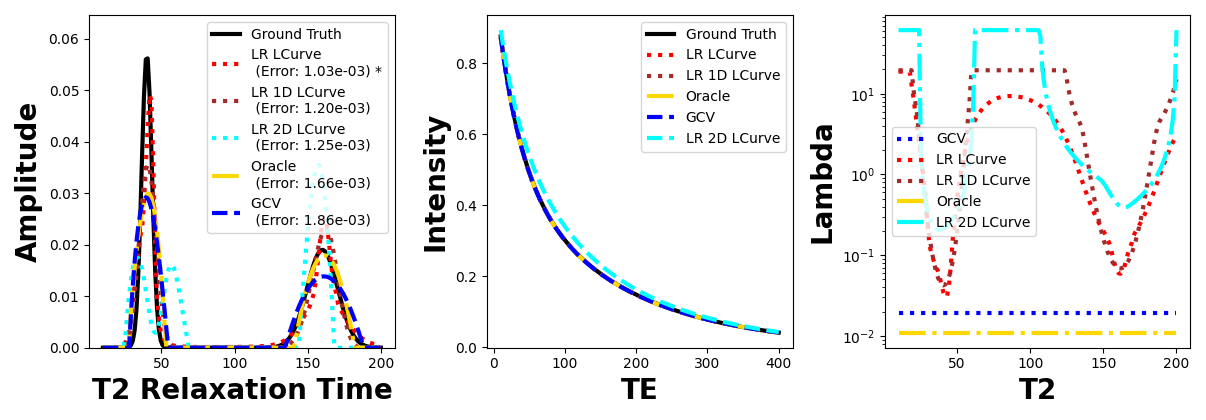 Amplitude
0.06
0.05
0.04
0.03
0.02
0.01
0.00
50
100
150
200
T2 Relaxation Time
Ground Truth
LR LCurve
(Error: 1.03e-03) *
LR 1D LCurve
(Error: 1.20e-03)
LR 2D LCurve
(Error: 1.25e-03)
Oracle
(Error: 1.66e-03)
GCV
(Error: 1.86e-03)
Intensity
0.8
0.6
0.4
0.2
0.0
0
100
200
300
400
TE
Ground Truth
LR LCurve
LR 1D LCurve
Oracle
GCV
LR 2D LCurve
Lambda
10¹
10⁰
10⁻¹
10⁻²
50
100
150
200
T2
GCV
LR LCurve
LR 1D LCurve
Oracle
LR 2D LCurve